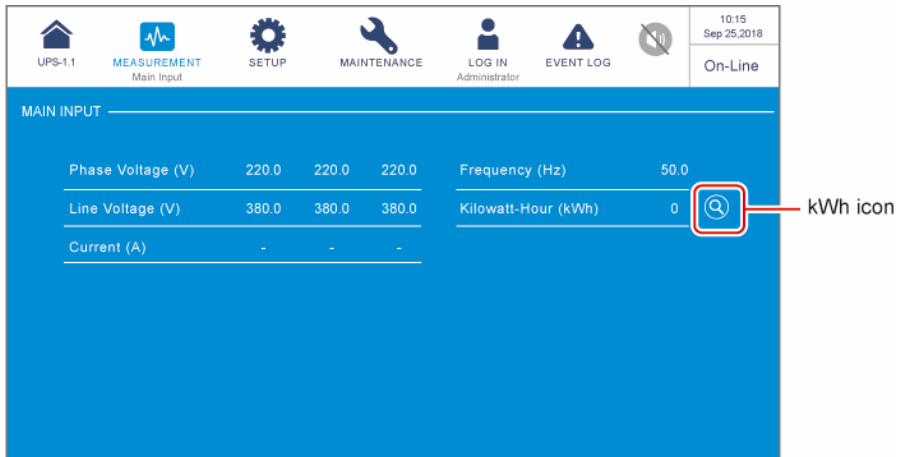 10:15
Sep 25,2018
UPS-1.1 MEASUREMENT SETUP MAINTENANCE LOG IN EVENT LOG On-Line
Main Input Administrator
MAIN INPUT
Phase Voltage (V) 220.0 220.0 220.0 Frequency (Hz) 50.0
Line Voltage (V) 380.0 380.0 380.0 Kilowatt-Hour (kWh) 0 kWh icon
Current (A) - - -